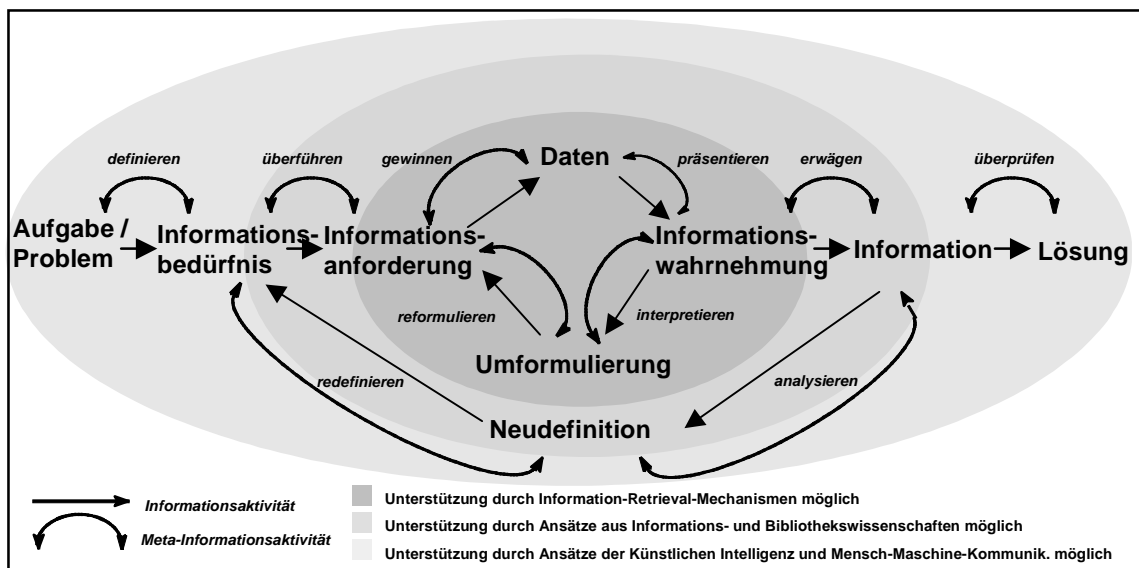 definieren
überführen
gewinnen
Daten
präsentieren
erwägen
überprüfen
Aufgabe /
Problem
Informations-
bedürfnis
Informations-
anforderung
Informations-
wahrnehmung
Information
Lösung
reformulieren
interpretieren
Umformulierung
redefinieren
analysieren
Neudefinition
Informationsaktivität
Meta-Informationsaktivität
Unterstützung durch Information-Retrieval-Mechanismen möglich
Unterstützung durch Ansätze aus Informations- und Bibliothekswissenschaften möglich
Unterstützung durch Ansätze der Künstlichen Intelligenz und Mensch-Maschine-Kommunik. möglich